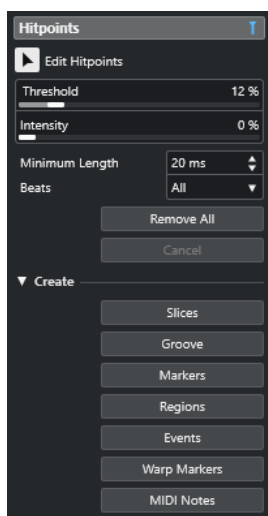 Hitpoints
Edit Hitpoints
Threshold 12 %
Intensity 0 %
Minimum Length 20 ms
Beats All
Remove All
Cancel
Create
Slices
Groove
Markers
Regions
Events
Warp Markers
MIDI Notes